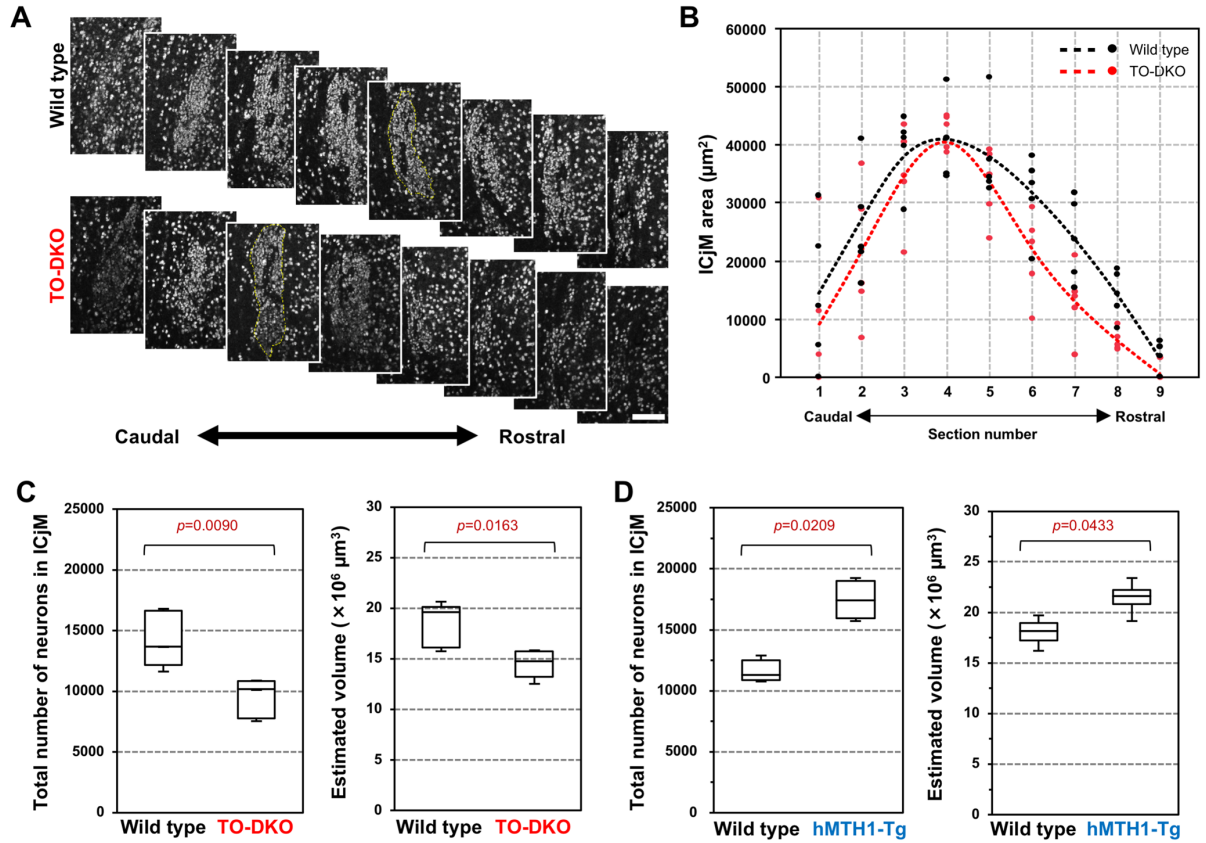 A
Wild type
TO-DKO
Caudal
Rostral
B
60000
50000
40000
30000
20000
10000
0
ICjM area (μm²)
Wild type
TO-DKO
1 2 3 4 5 6 7 8 9
Caudal
Rostral
Section number
C
25000
20000
15000
10000
5000
0
Total number of neurons in ICjM
p=0.0090
Wild type TO-DKO
30
25
20
15
10
5
0
Estimated volume (×10⁶ μm³)
p=0.0163
Wild type TO-DKO
D
25000
20000
15000
10000
5000
0
Total number of neurons in ICjM
p=0.0209
Wild type hMTH1-Tg
30
25
20
15
10
5
0
Estimated volume (×10⁶ μm³)
p=0.0433
Wild type hMTH1-Tg